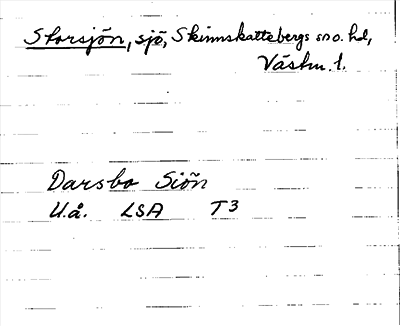 Storsjön, sjö, Skinnskattebergs sn o. hd,
Västm. l.
Darsbo Siön
U.å. LSA T3